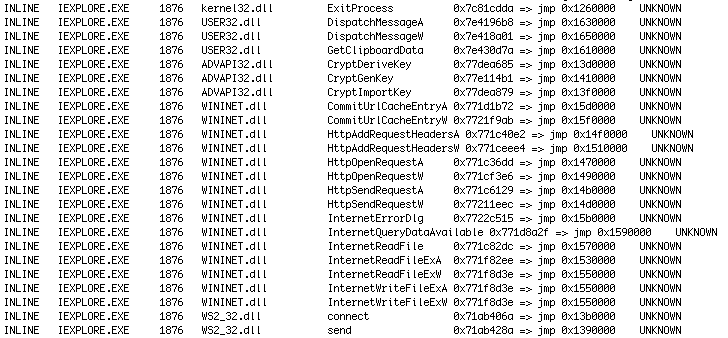 INLINE IEXPLORE.EXE 1876 kernel32.dll ExitProcess 0x7c81cdda => jmp 0x1260000 UNKNOWN
INLINE IEXPLORE.EXE 1876 USER32.dll DispatchMessageA 0x7e4196b8 => jmp 0x1630000 UNKNOWN
INLINE IEXPLORE.EXE 1876 USER32.dll DispatchMessageW 0x7e418a01 => jmp 0x1650000 UNKNOWN
INLINE IEXPLORE.EXE 1876 USER32.dll GetClipboardData 0x7e430d7a => jmp 0x1610000 UNKNOWN
INLINE IEXPLORE.EXE 1876 ADVAPI32.dll CryptDeriveKey 0x77dea685 => jmp 0x13d0000 UNKNOWN
INLINE IEXPLORE.EXE 1876 ADVAPI32.dll CryptGenKey 0x77e114b1 => jmp 0x1410000 UNKNOWN
INLINE IEXPLORE.EXE 1876 ADVAPI32.dll CryptImportKey 0x77dea879 => jmp 0x13f0000 UNKNOWN
INLINE IEXPLORE.EXE 1876 WININET.dll CommitUrlCacheEntryA 0x771d1b72 => jmp 0x15d0000 UNKNOWN
INLINE IEXPLORE.EXE 1876 WININET.dll CommitUrlCacheEntryW 0x7721f9ab => jmp 0x15f0000 UNKNOWN
INLINE IEXPLORE.EXE 1876 WININET.dll HttpAddRequestHeadersA 0x771c40e2 => jmp 0x14f0000 UNKNOWN
INLINE IEXPLORE.EXE 1876 WININET.dll HttpAddRequestHeadersW 0x771ceee4 => jmp 0x1510000 UNKNOWN
INLINE IEXPLORE.EXE 1876 WININET.dll HttpOpenRequestA 0x771c36dd => jmp 0x1470000 UNKNOWN
INLINE IEXPLORE.EXE 1876 WININET.dll HttpOpenRequestW 0x771cf3e6 => jmp 0x1490000 UNKNOWN
INLINE IEXPLORE.EXE 1876 WININET.dll HttpSendRequestA 0x771c6129 => jmp 0x14b0000 UNKNOWN
INLINE IEXPLORE.EXE 1876 WININET.dll HttpSendRequestW 0x77211eec => jmp 0x14d0000 UNKNOWN
INLINE IEXPLORE.EXE 1876 WININET.dll InternetErrorDlg 0x7722c515 => jmp 0x15b0000 UNKNOWN
INLINE IEXPLORE.EXE 1876 WININET.dll InternetQueryDataAvailable 0x771d8a2f => jmp 0x1590000 UNKNOWN
INLINE IEXPLORE.EXE 1876 WININET.dll InternetReadFile 0x771c82dc => jmp 0x1570000 UNKNOWN
INLINE IEXPLORE.EXE 1876 WININET.dll InternetReadFileExA 0x771f82ee => jmp 0x1530000 UNKNOWN
INLINE IEXPLORE.EXE 1876 WININET.dll InternetReadFileExW 0x771f8d3e => jmp 0x1550000 UNKNOWN
INLINE IEXPLORE.EXE 1876 WININET.dll InternetWriteFileExA 0x771f8d3e => jmp 0x1550000 UNKNOWN
INLINE IEXPLORE.EXE 1876 WININET.dll InternetWriteFileExW 0x771f8d3e => jmp 0x1550000 UNKNOWN
INLINE IEXPLORE.EXE 1876 WS2_32.dll connect 0x71ab406a => jmp 0x13b0000 UNKNOWN
INLINE IEXPLORE.EXE 1876 WS2_32.dll send 0x71ab428a => jmp 0x1390000 UNKNOWN